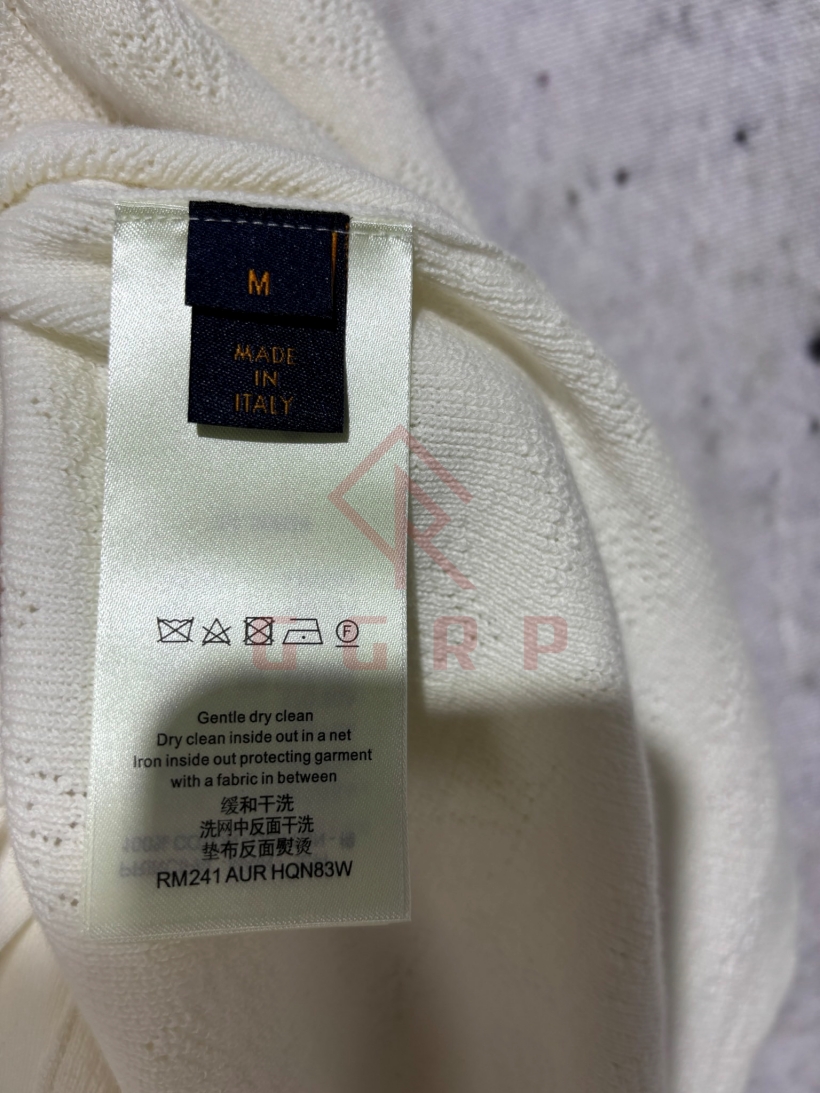 M
MADE
IN
ITALY
GGRP
F
Gentle dry clean
Dry clean inside out in a net
Iron inside out protecting garment
with a fabric in between
缓和干洗
洗网中反面干洗
垫布反面熨烫
RM241 AUR HQN83W